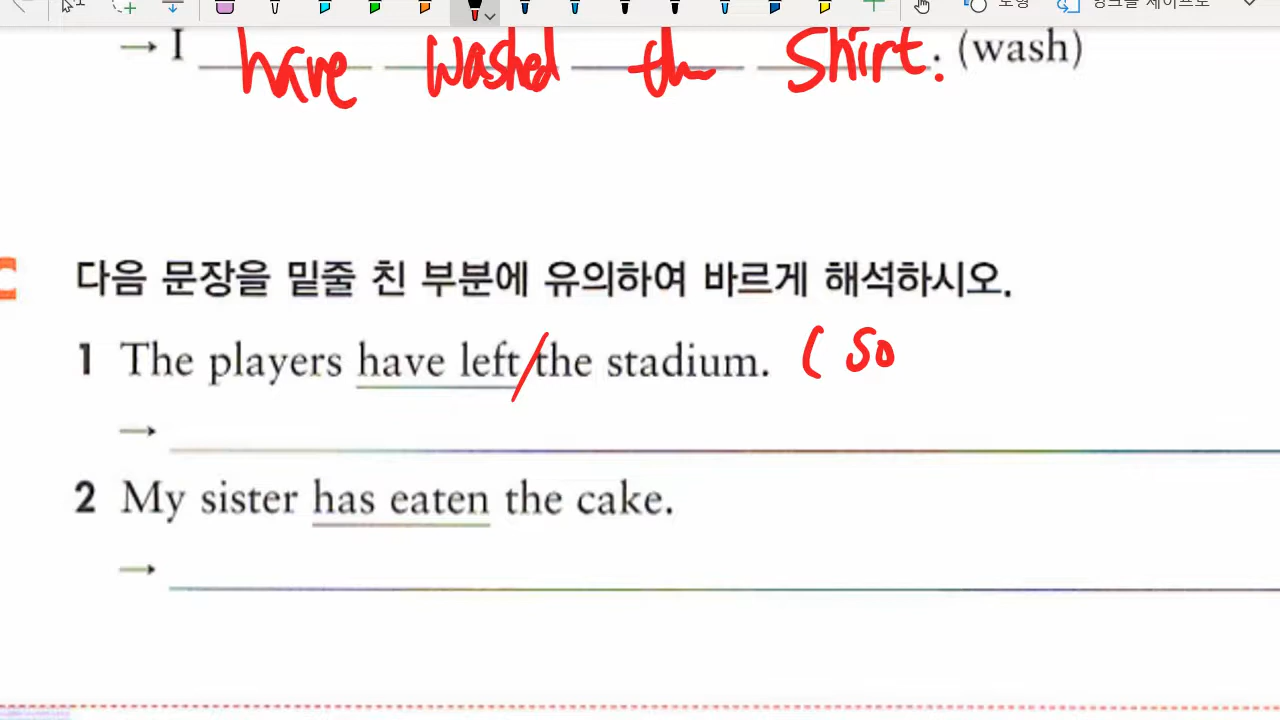 → I have washed the shirt. (wash)
C 다음 문장을 밑줄 친 부분에 유의하여 바르게 해석하시오.
1 The players have left / the stadium. ( so
→
2 My sister has eaten the cake.
→